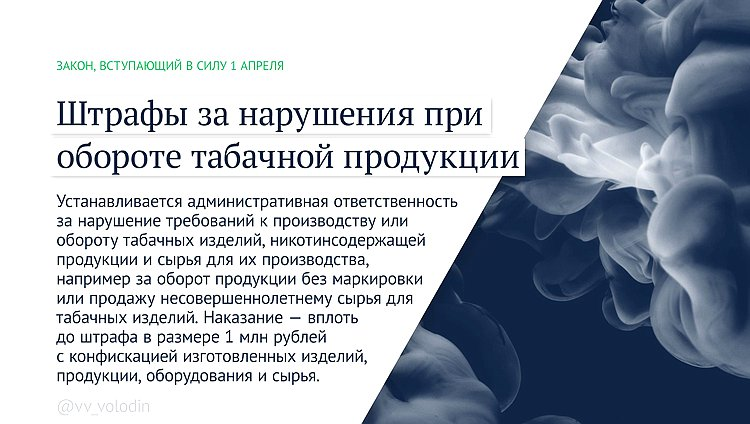 ЗАКОН, ВСТУПАЮЩИЙ В СИЛУ 1 АПРЕЛЯ
Штрафы за нарушения при
обороте табачной продукции
Устанавливается административная ответственность
за нарушение требований к производству или
обороту табачных изделий, никотинсодержащей
продукции и сырья для их производства,
например за оборот продукции без маркировки
или продажу несовершеннолетнему сырья для
табачных изделий. Наказание — вплоть
до штрафа в размере 1 млн рублей
с конфискацией изготовленных изделий,
продукции, оборудования и сырья.
@vv_volodin